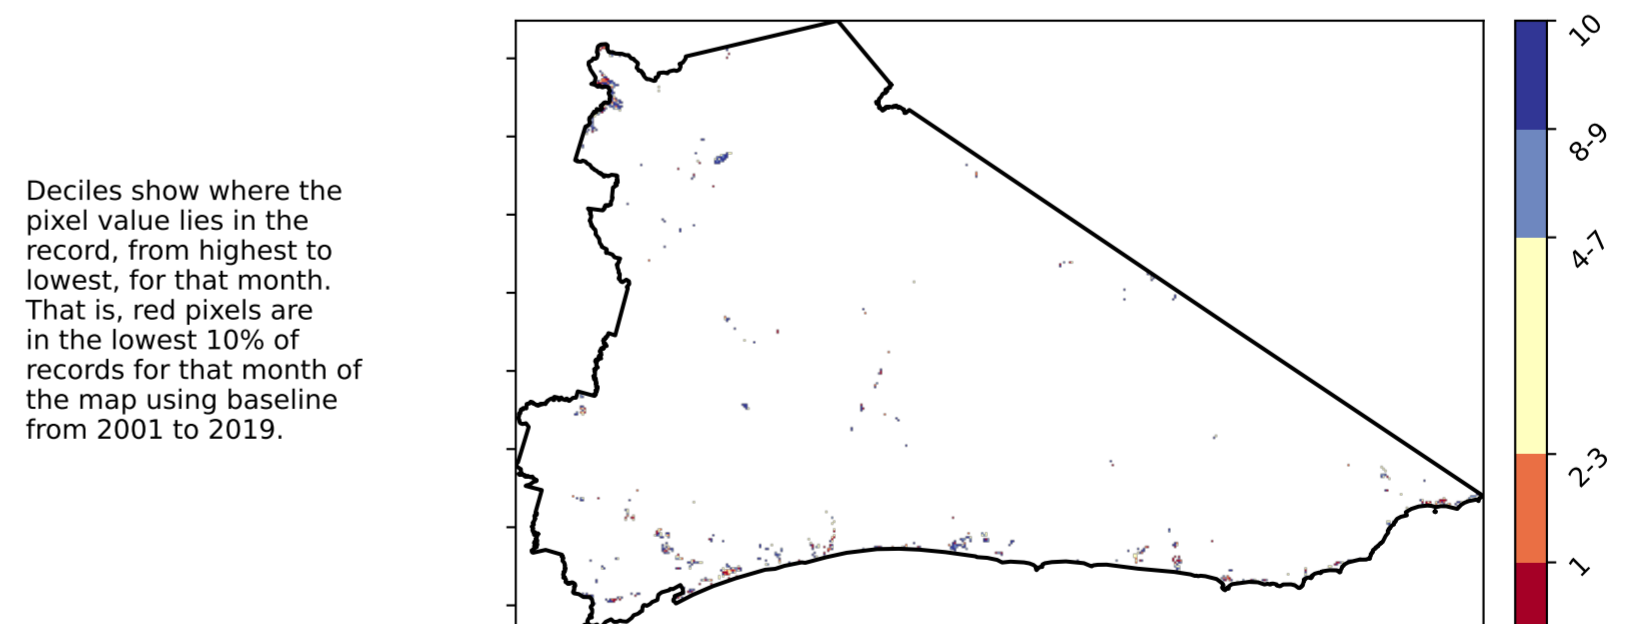 Deciles show where the
pixel value lies in the
record, from highest to
lowest, for that month.
That is, red pixels are
in the lowest 10% of
records for that month of
the map using baseline
from 2001 to 2019.
10
8-9
4-7
2-3
1